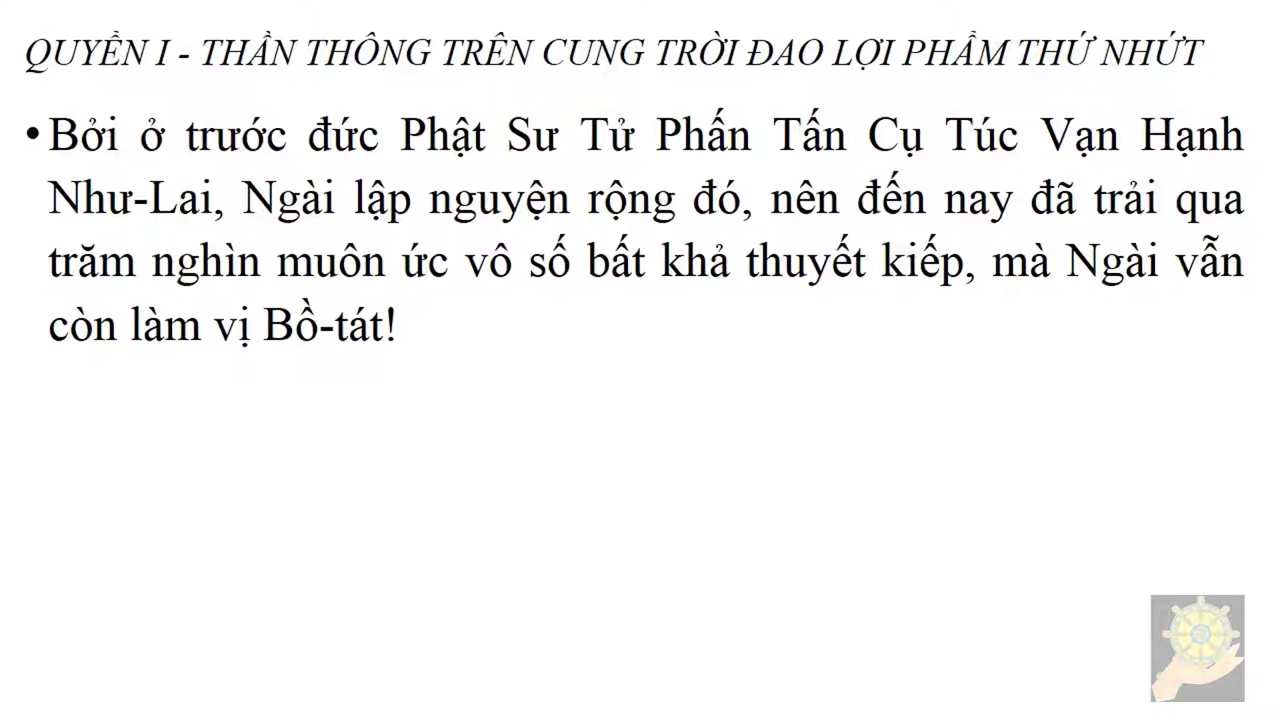 QUYỂN I - THẦN THÔNG TRÊN CUNG TRỜI ĐAO LỢI PHẨM THỨ NHỨT
• Bởi ở trước đức Phật Sư Tử Phấn Tấn Cụ Túc Vạn Hạnh
Như-Lai, Ngài lập nguyện rộng đó, nên đến nay đã trải qua
trăm nghìn muôn ức vô số bất khả thuyết kiếp, mà Ngài vẫn
còn làm vị Bồ-tát!